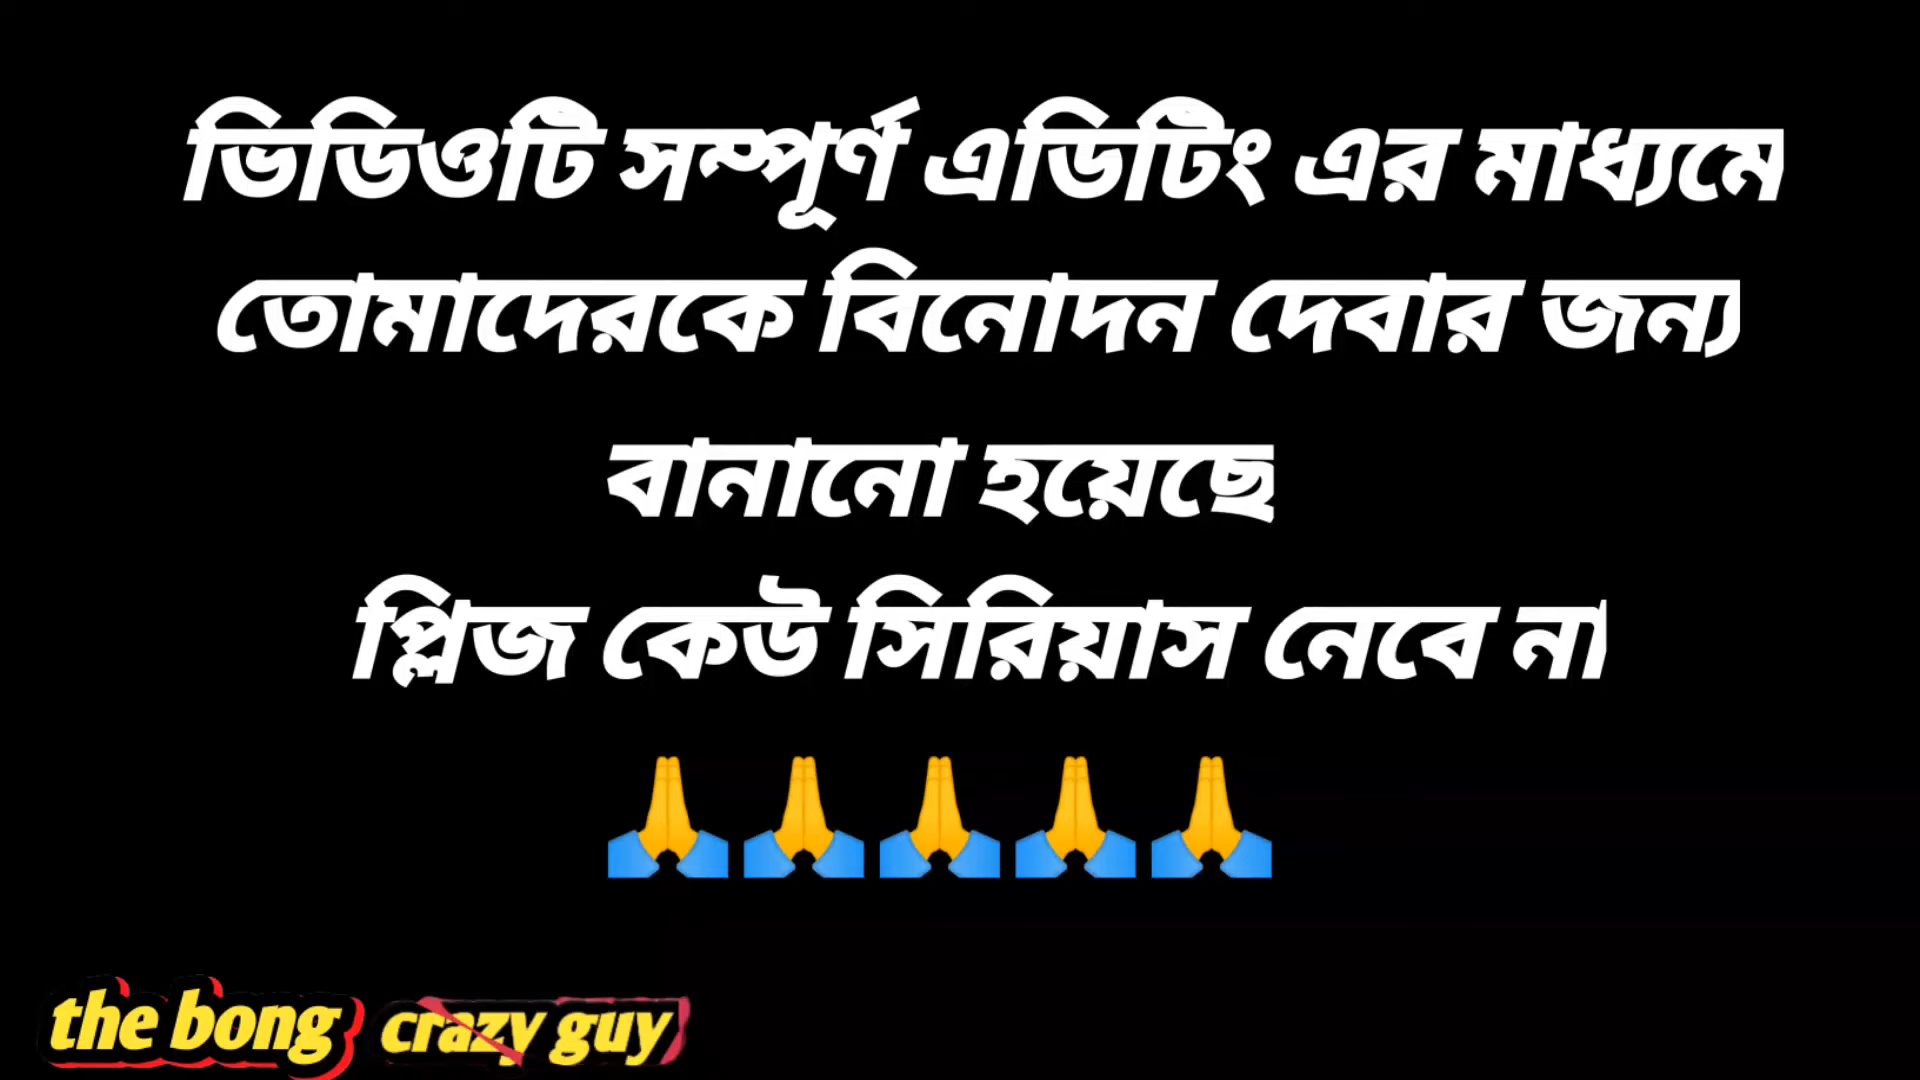 ভিডিওটি সম্পূর্ণ এডিটিং এর মাধ্যমে
তোমাদেরকে বিনোদন দেবার জন্য
বানানো হয়েছে
প্লিজ কেউ সিরিয়াস নেবে না
🙏🙏🙏🙏🙏
the bong crazy guy